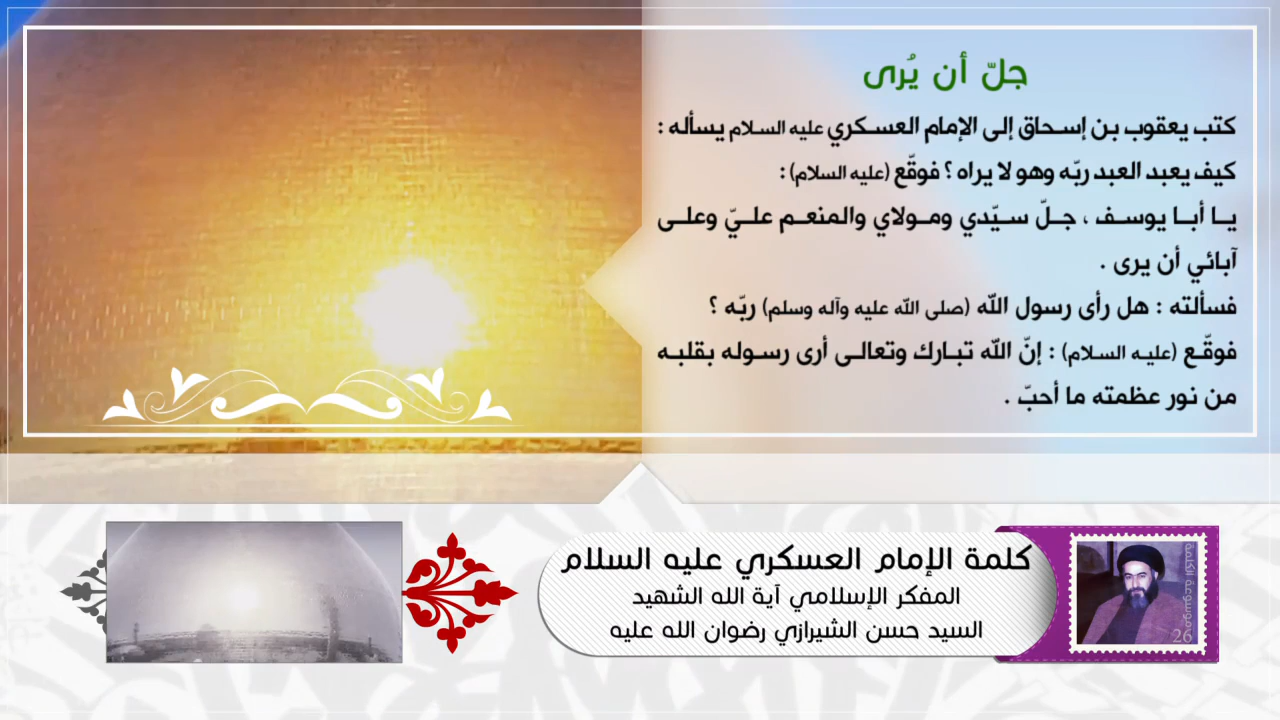 جلّ أن يُرى
كتب يعقوب بن إسحاق إلى الإمام العسكري عليه السلام يسأله :
كيف يعبد العبد ربّه وهو لا يراه ؟ فوقّع (عليه السلام) :
يا أبا يوسف ، جلّ سيّدي ومولاي والمنعم عليّ وعلى
آبائي أن يرى .
فسألته : هل رأى رسول الله (صلى الله عليه وآله وسلم) ربّه ؟
فوقّع (عليه السلام) : إنّ الله تبارك وتعالى أرى رسوله بقلبه
من نور عظمته ما أحبّ .
كلمة الإمام العسكري عليه السلام
المفكر الإسلامي آية الله الشهيد
السيد حسن الشيرازي رضوان الله عليه
موسوعة الكلمة
26